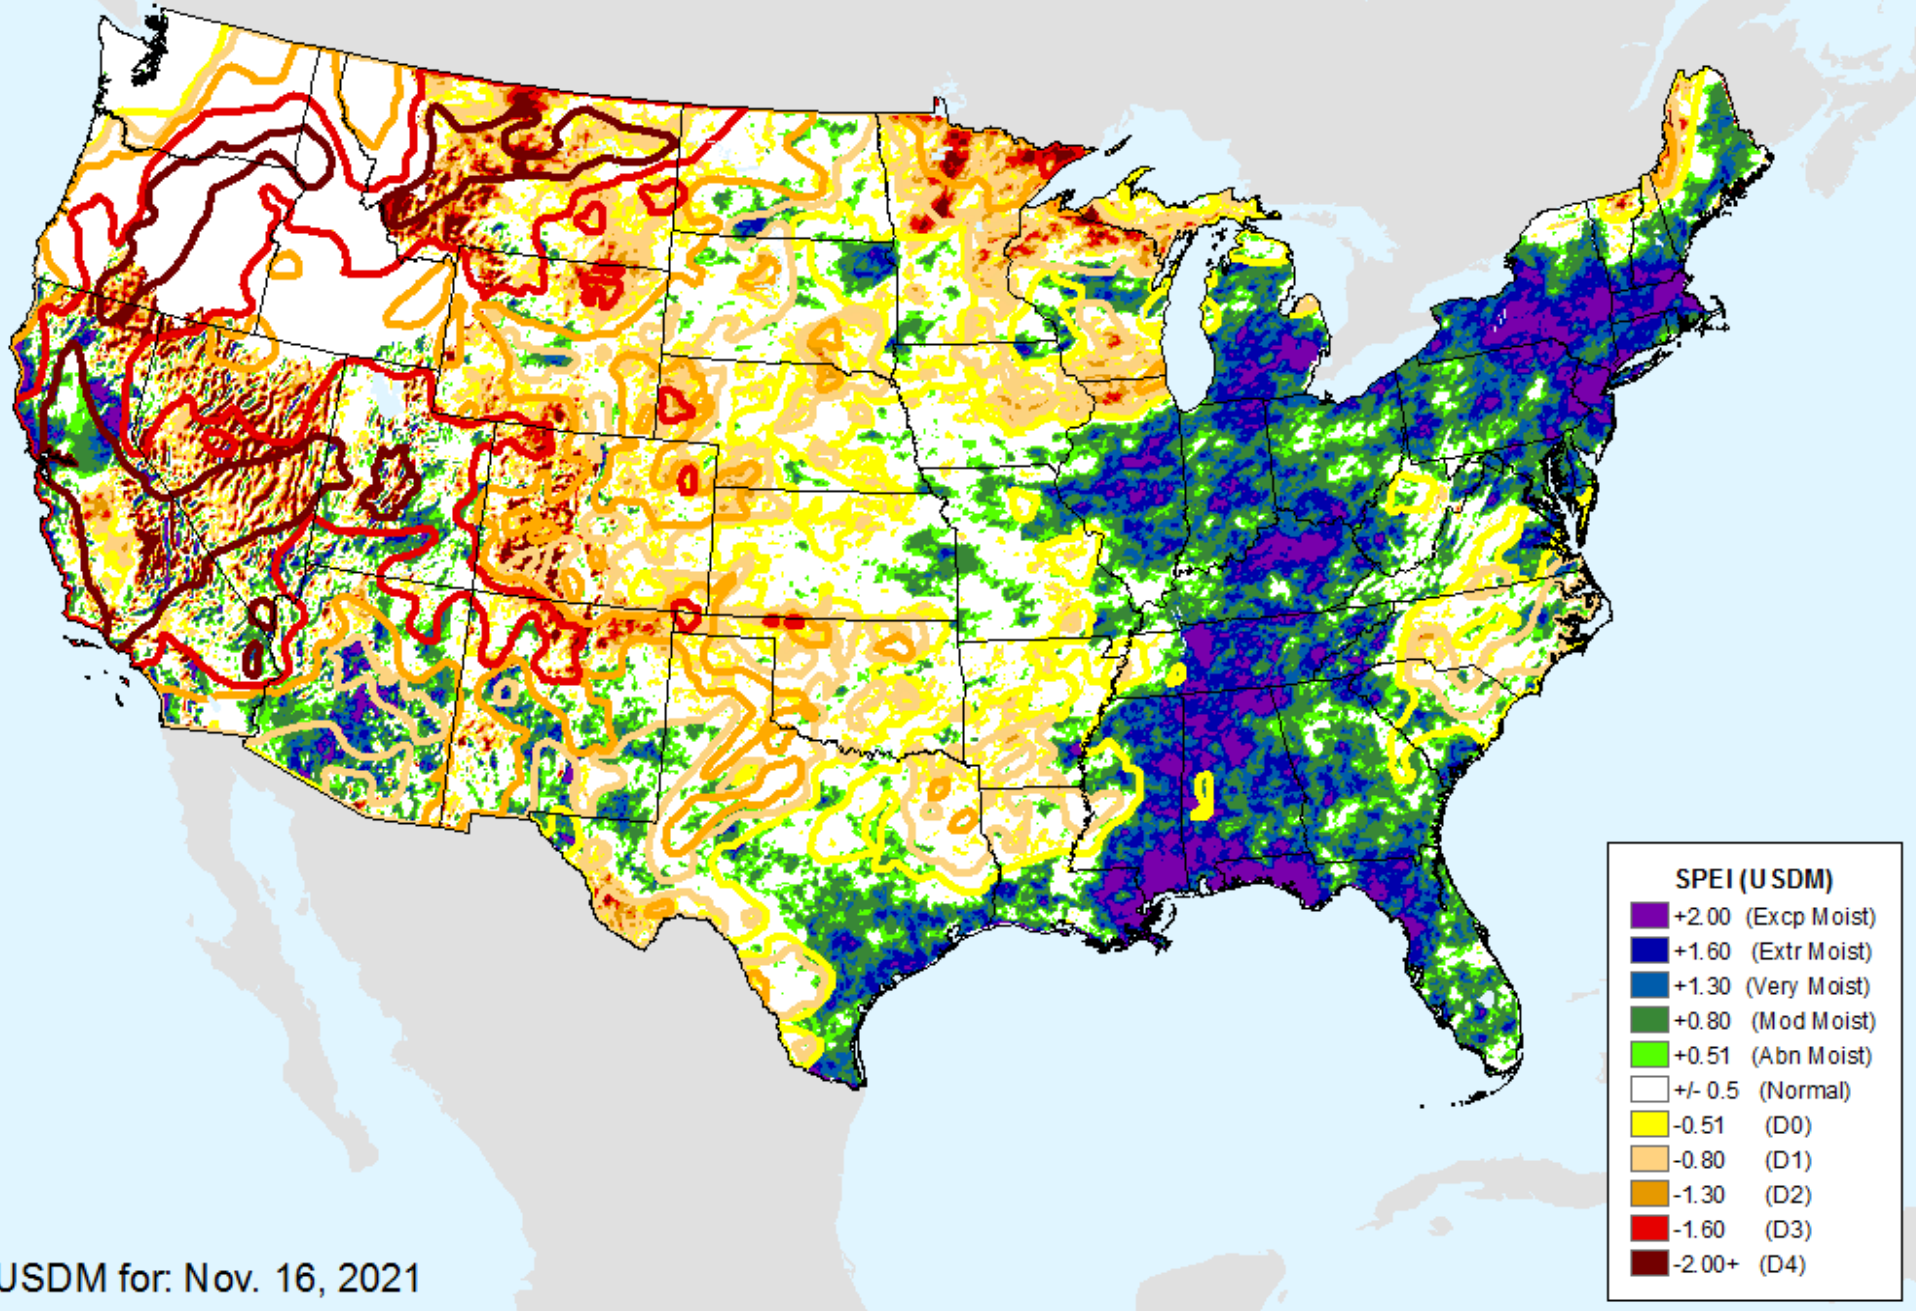 SPEI (USDM)
+2.00 (Excp Moist)
+1.60 (Extr Moist)
+1.30 (Very Moist)
+0.80 (Mod Moist)
+0.51 (Abn Moist)
+/- 0.5 (Normal)
-0.51 (D0)
-0.80 (D1)
-1.30 (D2)
-1.60 (D3)
-2.00+ (D4)
USDM for: Nov. 16, 2021